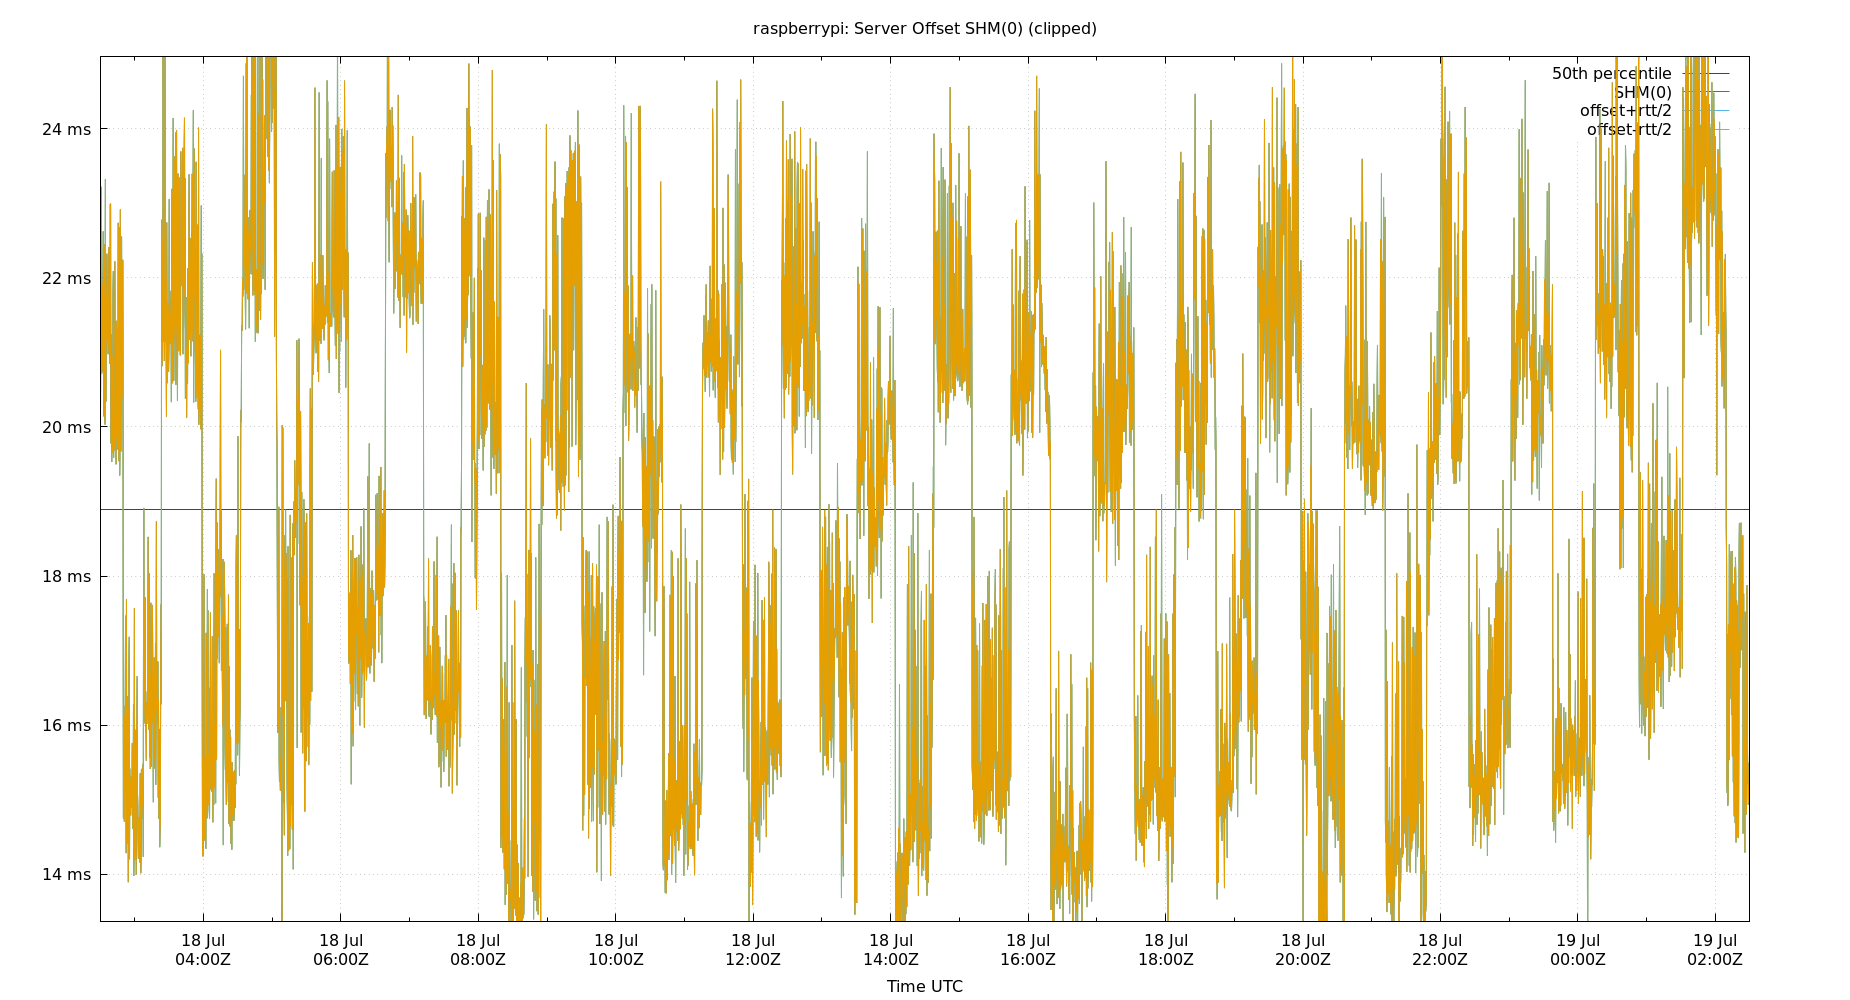 raspberrypi: Server Offset SHM(0) (clipped)
50th percentile
SHM(0)
offset+rtt/2
offset-rtt/2
24 ms
22 ms
20 ms
18 ms
16 ms
14 ms
18 Jul 18 Jul 18 Jul 18 Jul 18 Jul 18 Jul 18 Jul 18 Jul 18 Jul 18 Jul 19 Jul 19 Jul
04:00Z 06:00Z 08:00Z 10:00Z 12:00Z 14:00Z 16:00Z 18:00Z 20:00Z 22:00Z 00:00Z 02:00Z
Time UTC